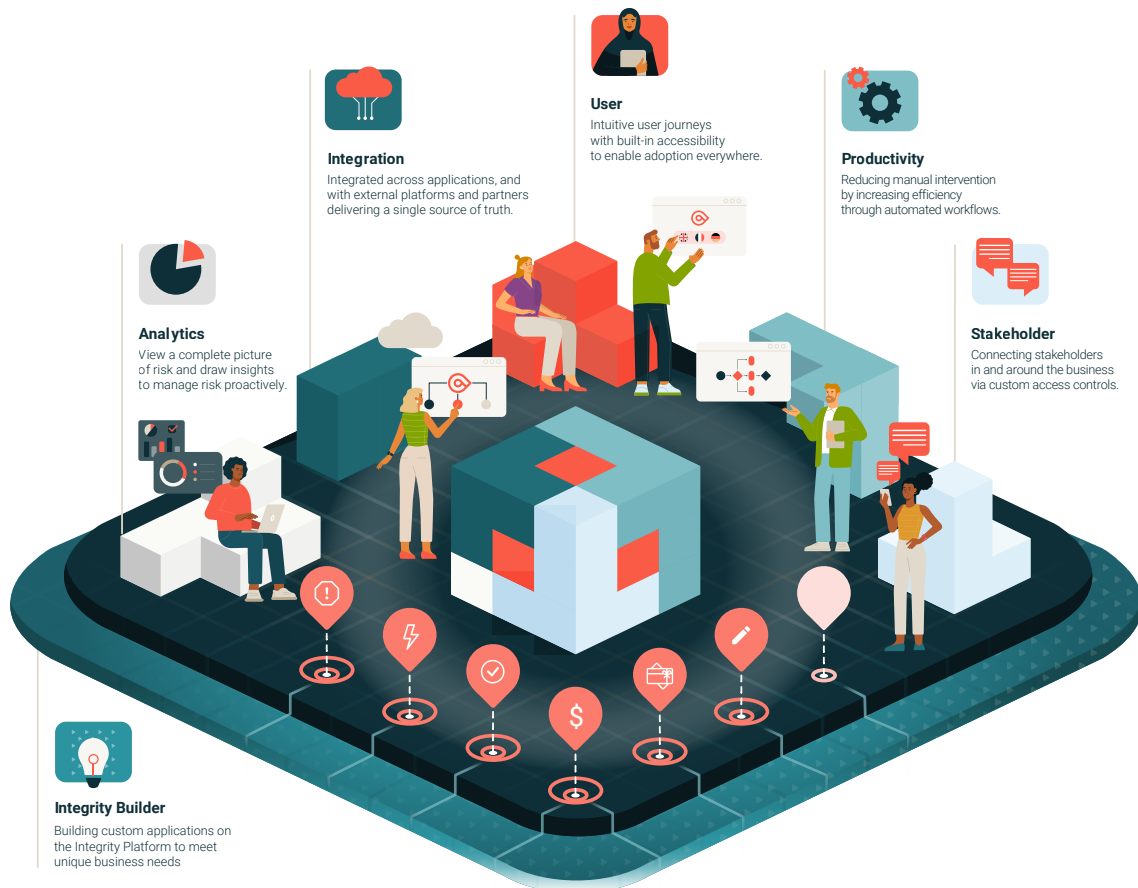 User
Intuitive user journeys
with built-in accessibility
to enable adoption everywhere.
Integration
Integrated across applications, and
with external platforms and partners
delivering a single source of truth.
Productivity
Reducing manual intervention
by increasing efficiency
through automated workflows.
Analytics
View a complete picture
of risk and draw insights
to manage risk proactively.
Stakeholder
Connecting stakeholders
in and around the business
via custom access controls.
!
$
Integrity Builder
Building custom applications on
the Integrity Platform to meet
unique business needs